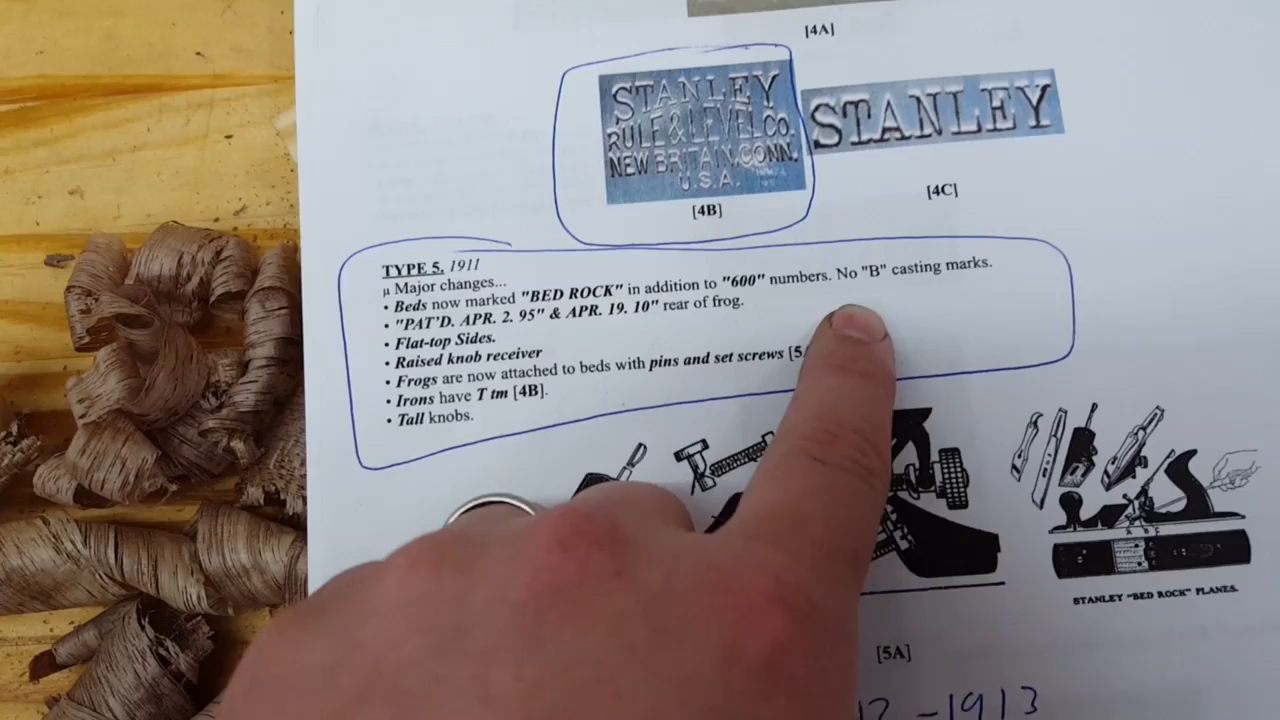 [4A]
STANLEY
RULE & LEVEL CO.
NEW BRITAIN, CONN.
U.S.A.
STANLEY
[4B]
[4C]
TYPE 5. 1911
µ Major changes...
• Beds now marked "BED ROCK" in addition to "600" numbers. No "B" casting marks.
• "PAT'D. APR. 2. 95" & APR. 19. 10" rear of frog.
• Flat-top Sides.
• Raised knob receiver
• Frogs are now attached to beds with pins and set screws [5
• Irons have T tm [4B].
• Tall knobs.
STANLEY "BED ROCK" PLANES.
[5A]
12 - 1913